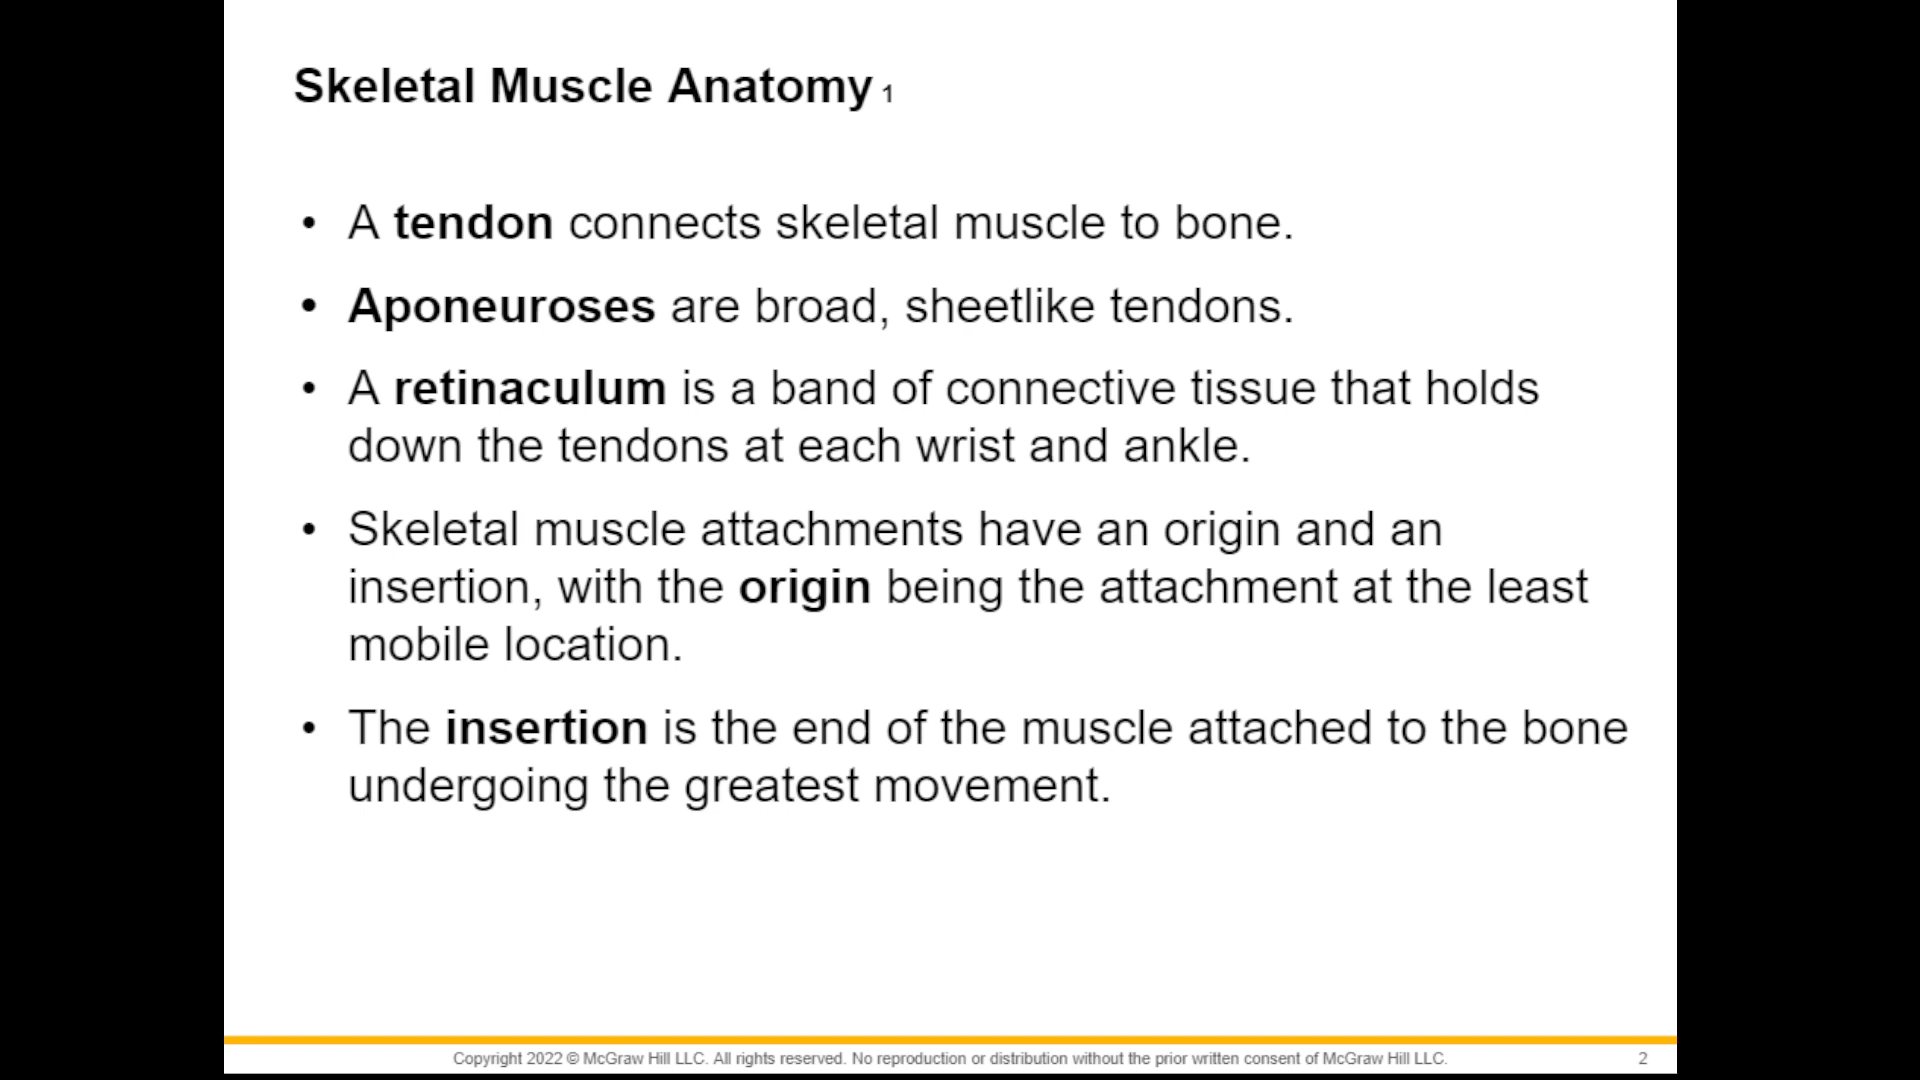 Skeletal Muscle Anatomy 1
• A tendon connects skeletal muscle to bone.
• Aponeuroses are broad, sheetlike tendons.
• A retinaculum is a band of connective tissue that holds
down the tendons at each wrist and ankle.
• Skeletal muscle attachments have an origin and an
insertion, with the origin being the attachment at the least
mobile location.
• The insertion is the end of the muscle attached to the bone
undergoing the greatest movement.
Copyright 2022 © McGraw Hill LLC. All rights reserved. No reproduction or distribution without the prior written consent of McGraw Hill LLC. 2